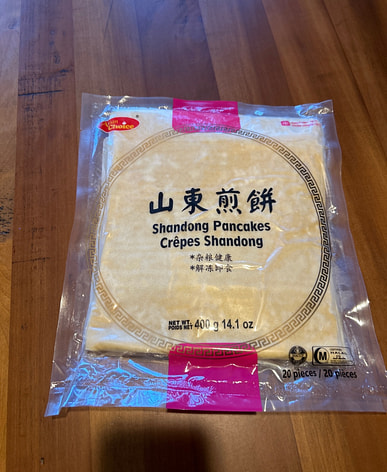 Choice
山東煎餅
Shandong Pancakes
Crêpes Shandong
*杂粮健康
*解冻即食
NET WT.
POIDS NET 400 g 14.1 oz
M
HALAL
20 pieces / 20 pièces